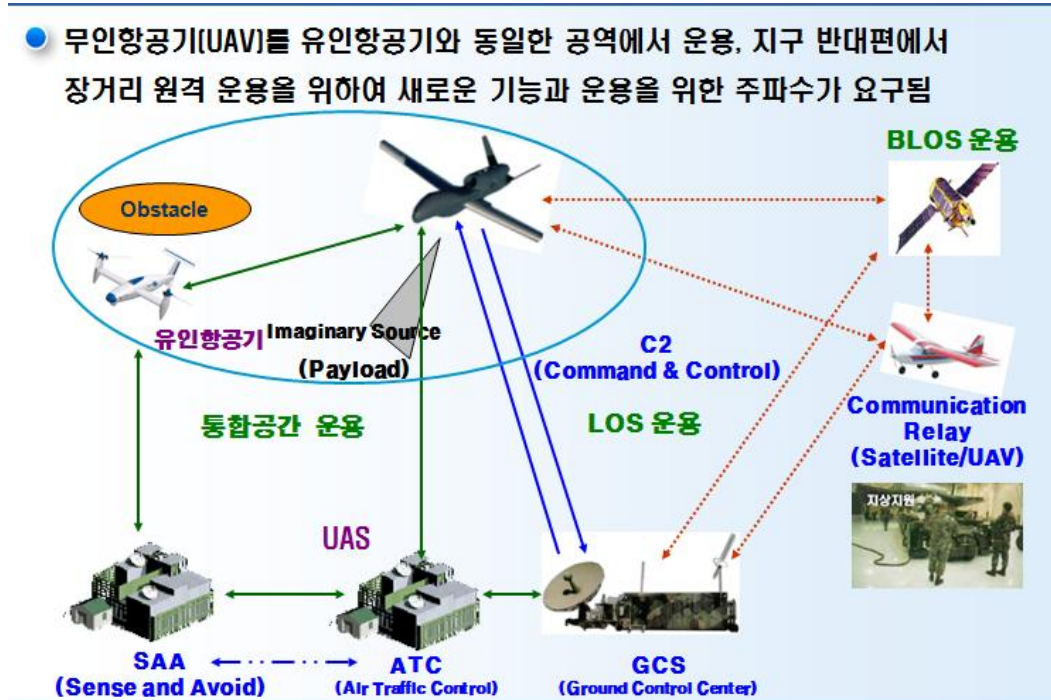 무인항공기(UAV)를 유인항공기와 동일한 공역에서 운용, 지구 반대편에서
장거리 원격 운용을 위하여 새로운 기능과 운용을 위한 주파수가 요구됨
BLOS 운용
Obstacle
유인항공기
Imaginary Source
(Payload)
C2
(Command & Control)
통합공간 운용
LOS 운용
Communication
Relay
(Satellite/UAV)
지상지원
UAS
SAA
(Sense and Avoid)
ATC
(Air Traffic Control)
GCS
(Ground Control Center)